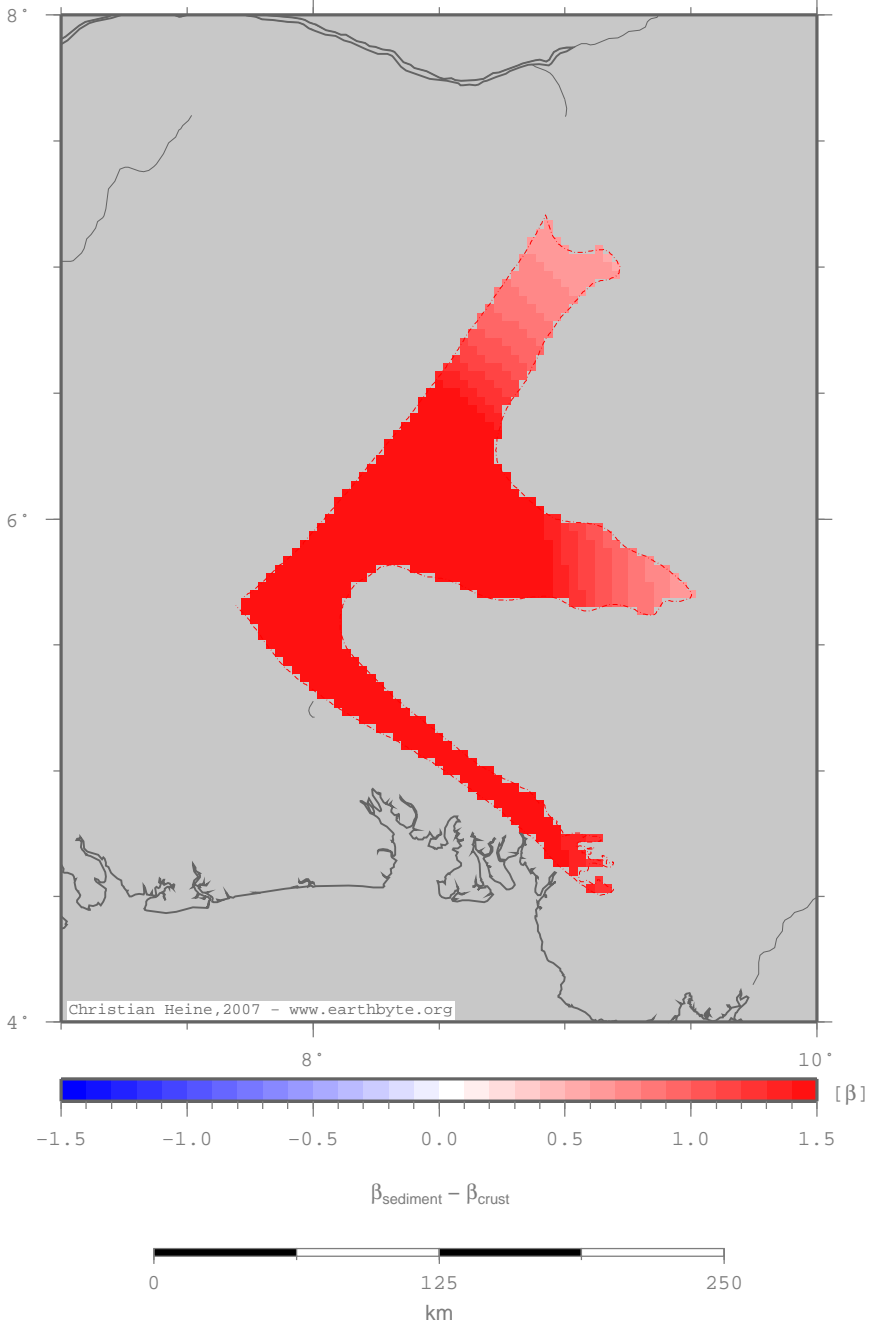 8°
6°
4°
Christian Heine,2007 – www.earthbyte.org
8° 10°
[β]
−1.5 −1.0 −0.5 0.0 0.5 1.0 1.5
βsediment − βcrust
0 125 250
km